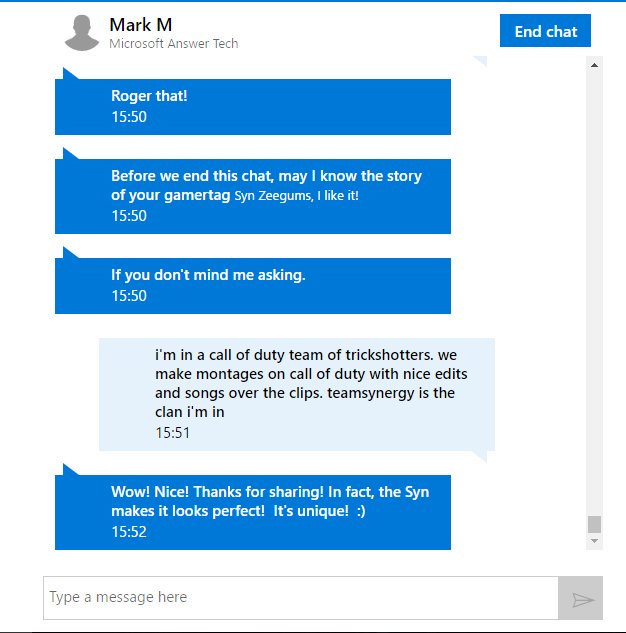 Mark M
Microsoft Answer Tech
End chat
Roger that!
15:50
Before we end this chat, may I know the story
of your gamertag Syn Zeegums, I like it!
15:50
If you don't mind me asking.
15:50
i'm in a call of duty team of trickshotters. we
make montages on call of duty with nice edits
and songs over the clips. teamsynergy is the
clan i'm in
15:51
Wow! Nice! Thanks for sharing! In fact, the Syn
makes it looks perfect!  It's unique!  :)
15:52
Type a message here